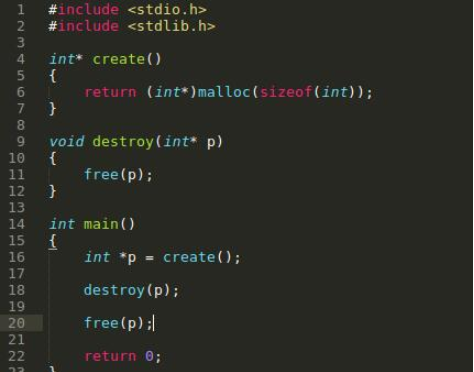 1 #include <stdio.h>
2 #include <stdlib.h>
3
4 int* create()
5 {
6     return (int*)malloc(sizeof(int));
7 }
8
9 void destroy(int* p)
10 {
11     free(p);
12 }
13
14 int main()
15 {
16     int *p = create();
17
18     destroy(p);
19
20     free(p);
21
22     return 0;
23 }